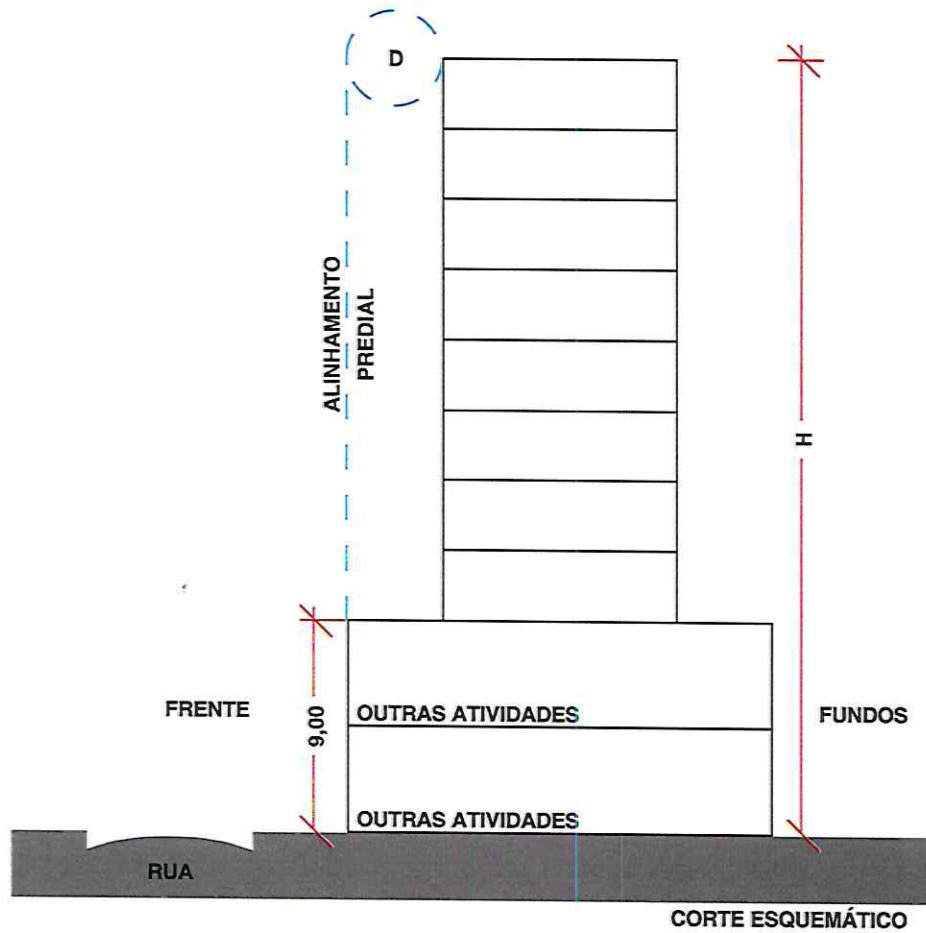 D
ALINHAMENTO
PREDIAL
H
FRENTE
9,00
OUTRAS ATIVIDADES
FUNDOS
OUTRAS ATIVIDADES
RUA
CORTE ESQUEMÁTICO